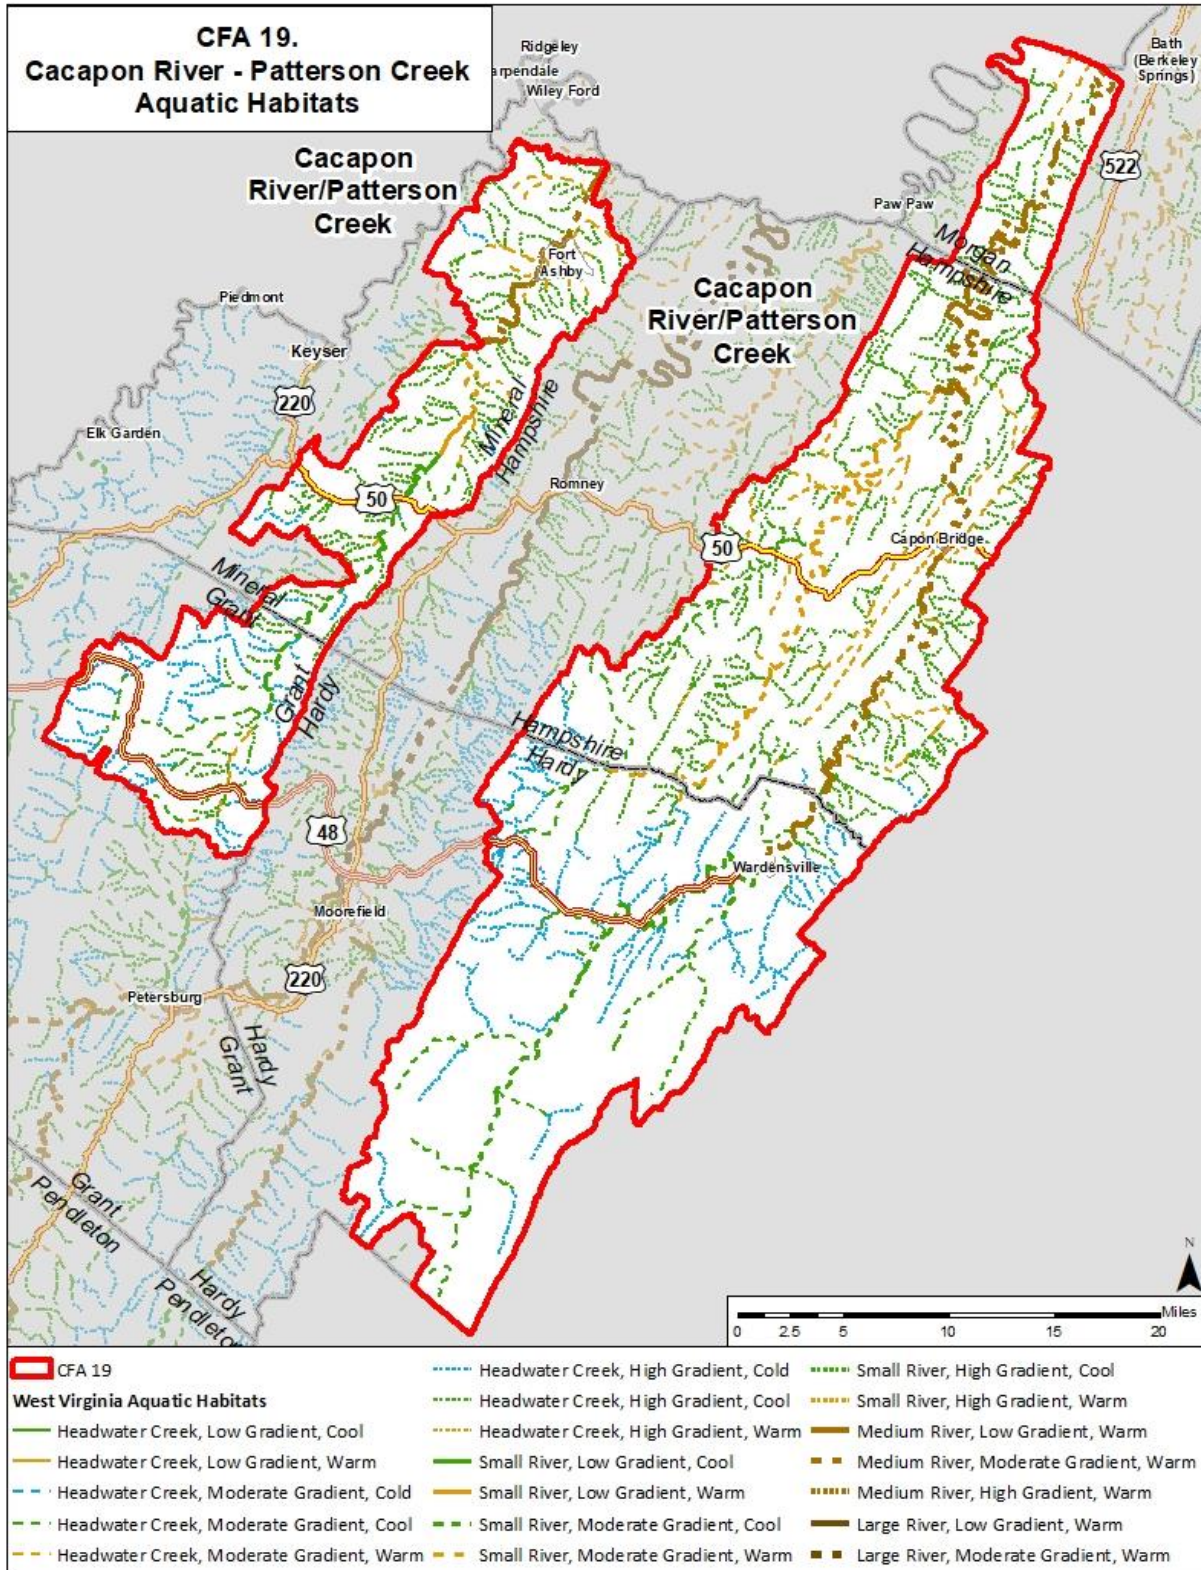 CFA 19.
Cacapon River - Patterson Creek
Aquatic Habitats
Ridgeley
arpendale
Wiley Ford
Bath
(Berkeley
Springs)
Cacapon
River/Patterson
Creek
522
Paw Paw
Morgan
Hampshire
Fort
Ashby
Piedmont
Cacapon
River/Patterson
Creek
Keyser
220
Mineral
Hampshire
Elk Garden
50
Romney
50
Capon Bridge
Mineral
Grant
Grant
Hardy
Hampshire
Hardy
48
Wardensville
Moorefield
220
Petersburg
Hardy
Grant
Grant
Pendleton
Hardy
Pendleton
N
Miles
0 2.5 5 10 15 20
CFA 19
West Virginia Aquatic Habitats
Headwater Creek, Low Gradient, Cool
Headwater Creek, Low Gradient, Warm
Headwater Creek, Moderate Gradient, Cold
Headwater Creek, Moderate Gradient, Cool
Headwater Creek, Moderate Gradient, Warm
Headwater Creek, High Gradient, Cold
Headwater Creek, High Gradient, Cool
Headwater Creek, High Gradient, Warm
Small River, Low Gradient, Cool
Small River, Low Gradient, Warm
Small River, Moderate Gradient, Cool
Small River, Moderate Gradient, Warm
Small River, High Gradient, Cool
Small River, High Gradient, Warm
Medium River, Low Gradient, Warm
Medium River, Moderate Gradient, Warm
Medium River, High Gradient, Warm
Large River, Low Gradient, Warm
Large River, Moderate Gradient, Warm